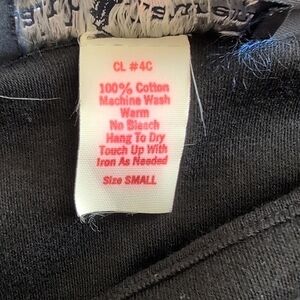 CL #4C
100% Cotton
Machine Wash
Warm
No Bleach
Hang To Dry
Touch Up With
Iron As Needed
Size SMALL